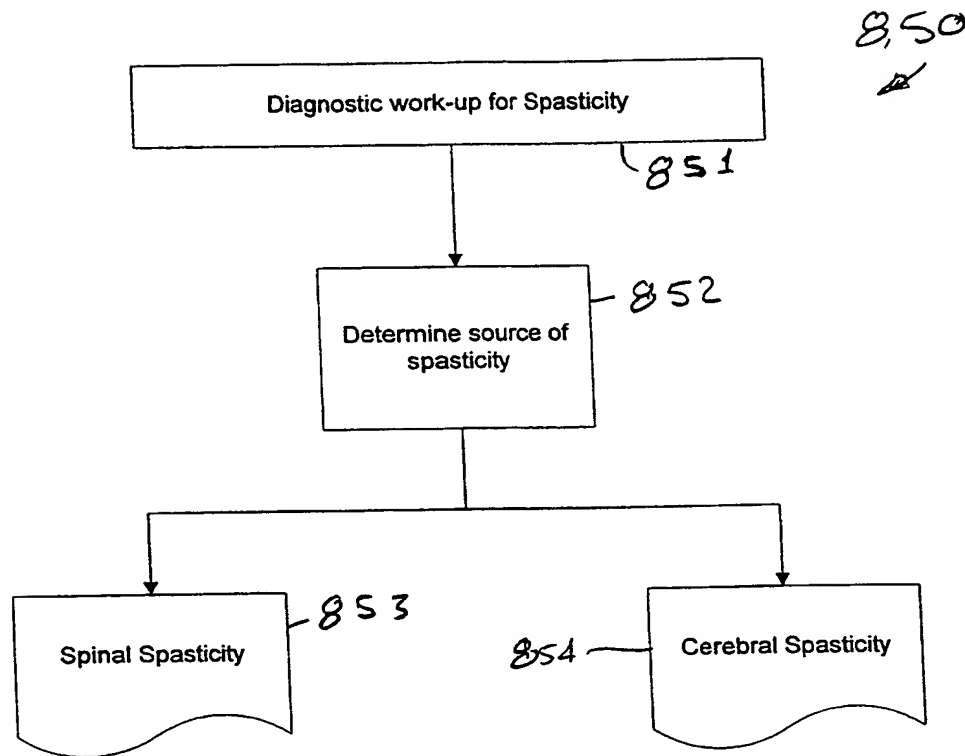 8,50
Diagnostic work-up for Spasticity
851
852
Determine source of
spasticity
853
Spinal Spasticity
854
Cerebral Spasticity